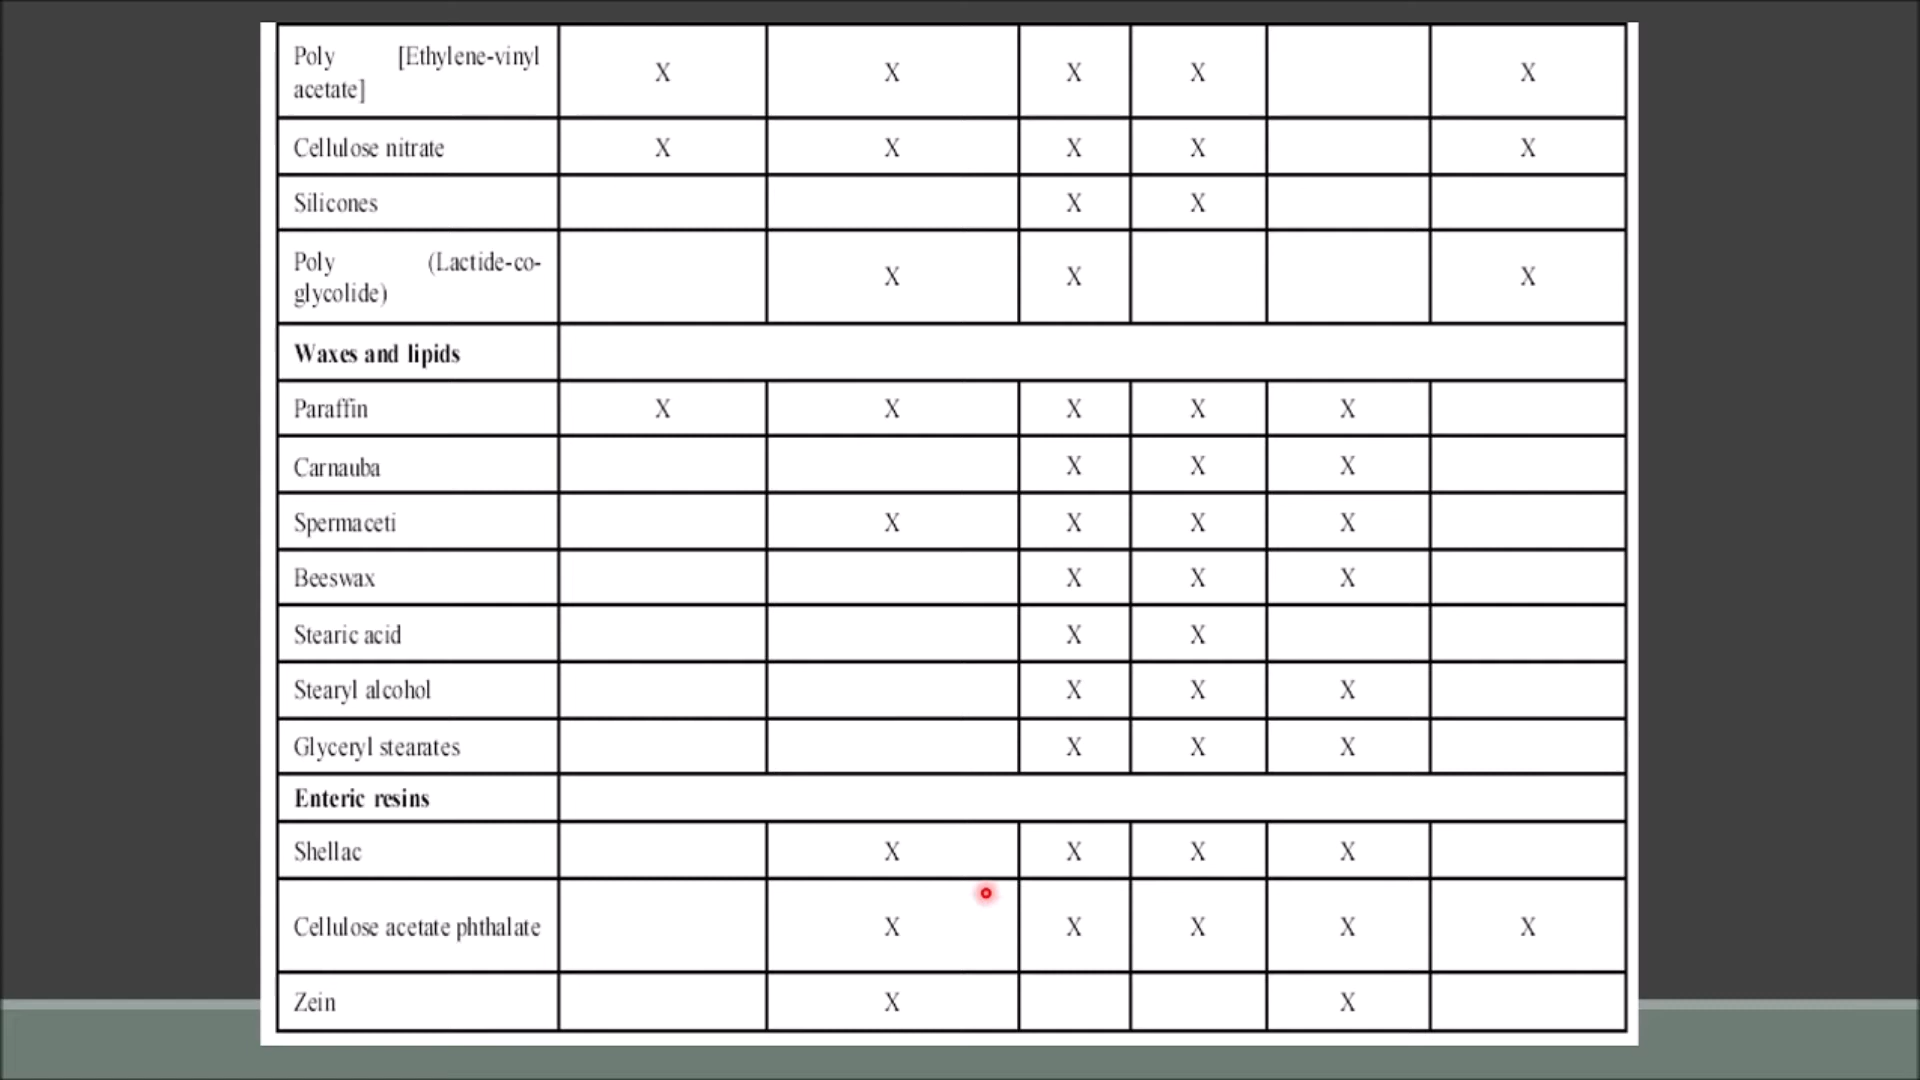 Poly [Ethylene-vinyl X X X X X
acetate]
Cellulose nitrate X X X X X
Silicones X X
Poly (Lactide-co- X X X
glycolide)
Waxes and lipids
Paraffin X X X X X
Carnauba X X X
Spermaceti X X X X
Beeswax X X X
Stearic acid X X
Stearyl alcohol X X X
Glyceryl stearates X X X
Enteric resins
Shellac X X X X
Cellulose acetate phthalate X X X X X
Zein X X